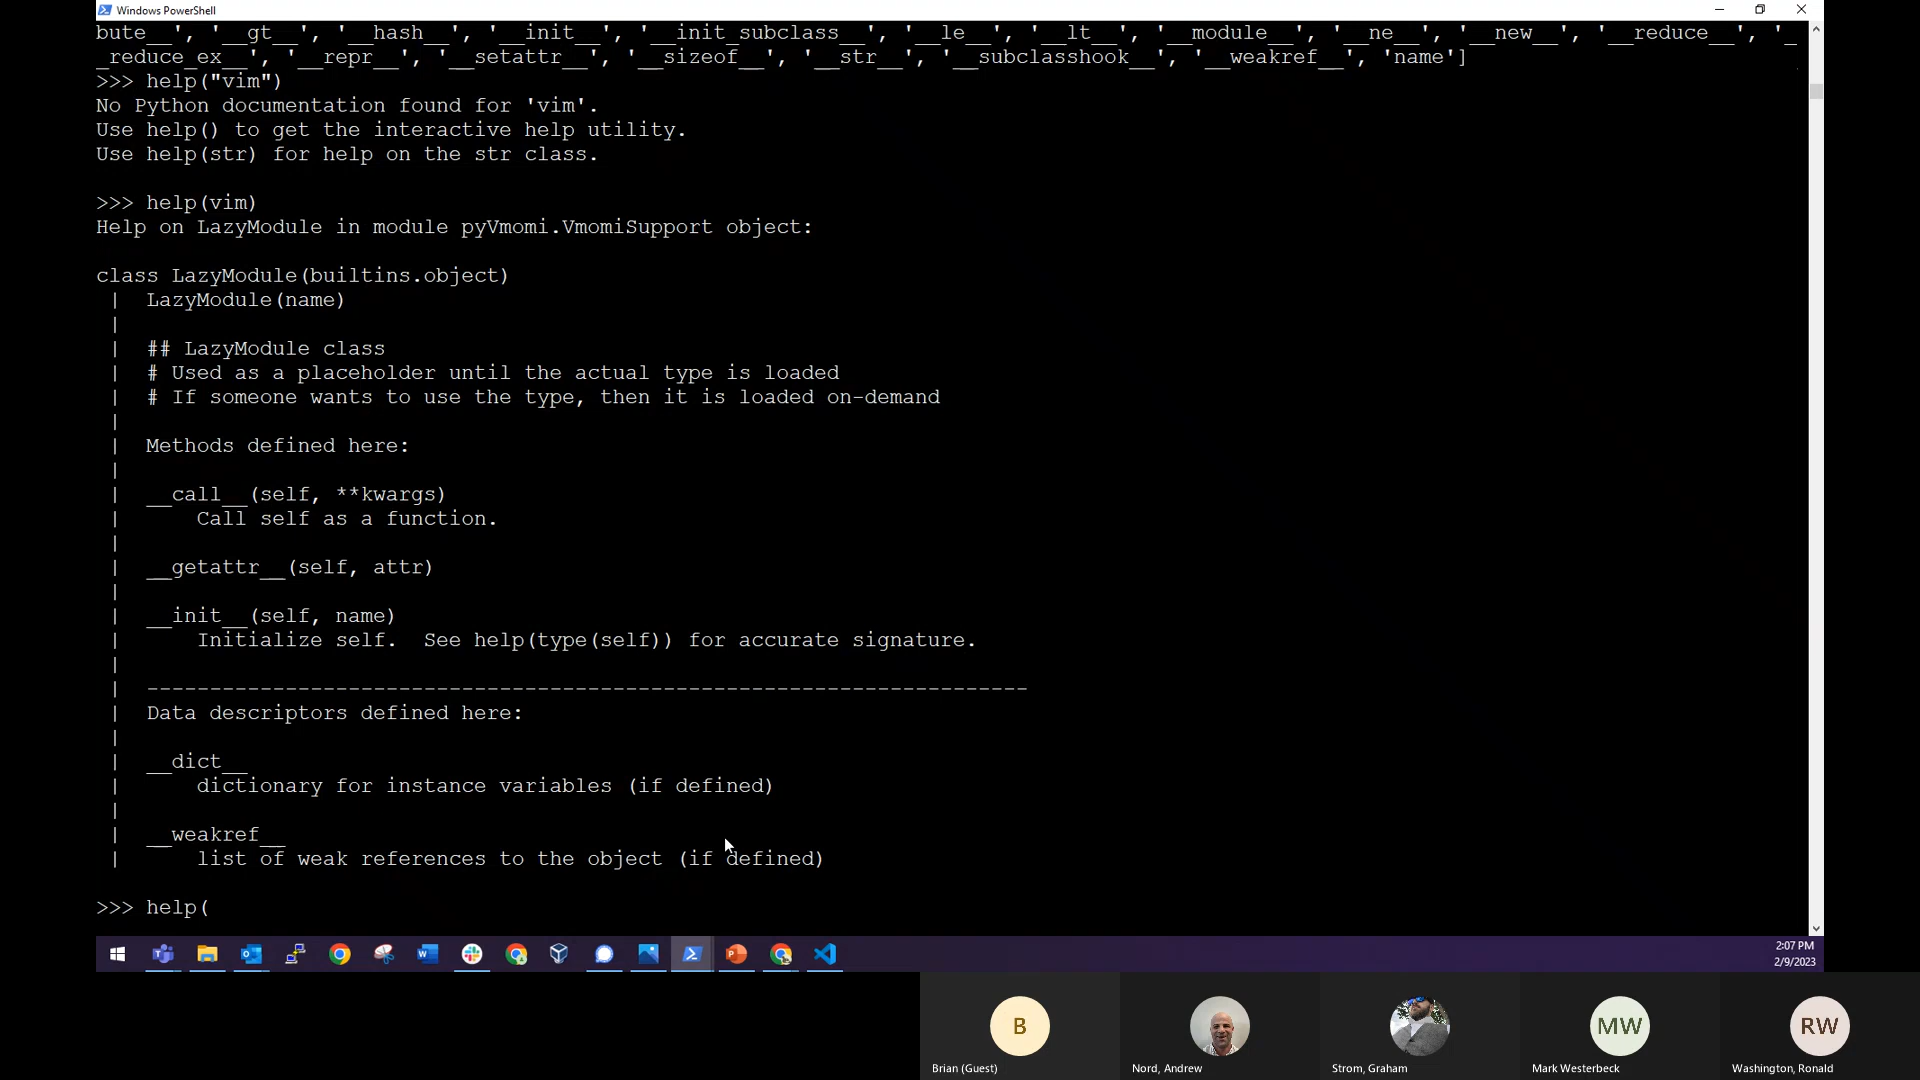 Windows PowerShell
bute__', '__gt__', '__hash__', '__init__', '__init_subclass__', '__le__', '__lt__', '__module__', '__ne__', '__new__', '__reduce__', '_
_reduce_ex__', '__repr__', '__setattr__', '__sizeof__', '__str__', '__subclasshook__', '__weakref__', 'name']
>>> help("vim")
No Python documentation found for 'vim'.
Use help() to get the interactive help utility.
Use help(str) for help on the str class.
>>> help(vim)
Help on LazyModule in module pyVmomi.VmomiSupport object:
class LazyModule(builtins.object)
 |  LazyModule(name)
 |
 |  ## LazyModule class
 |  # Used as a placeholder until the actual type is loaded
 |  # If someone wants to use the type, then it is loaded on-demand
 |
 |  Methods defined here:
 |
 |  __call__(self, **kwargs)
 |      Call self as a function.
 |
 |  __getattr__(self, attr)
 |
 |  __init__(self, name)
 |      Initialize self.  See help(type(self)) for accurate signature.
 |
 |  ----------------------------------------------------------------------
 |  Data descriptors defined here:
 |
 |  __dict__
 |      dictionary for instance variables (if defined)
 |
 |  __weakref__
 |      list of weak references to the object (if defined)
>>> help(
2:07 PM
2/9/2023
B
MW
RW
Brian (Guest)
Nord, Andrew
Strom, Graham
Mark Westerbeck
Washington, Ronald